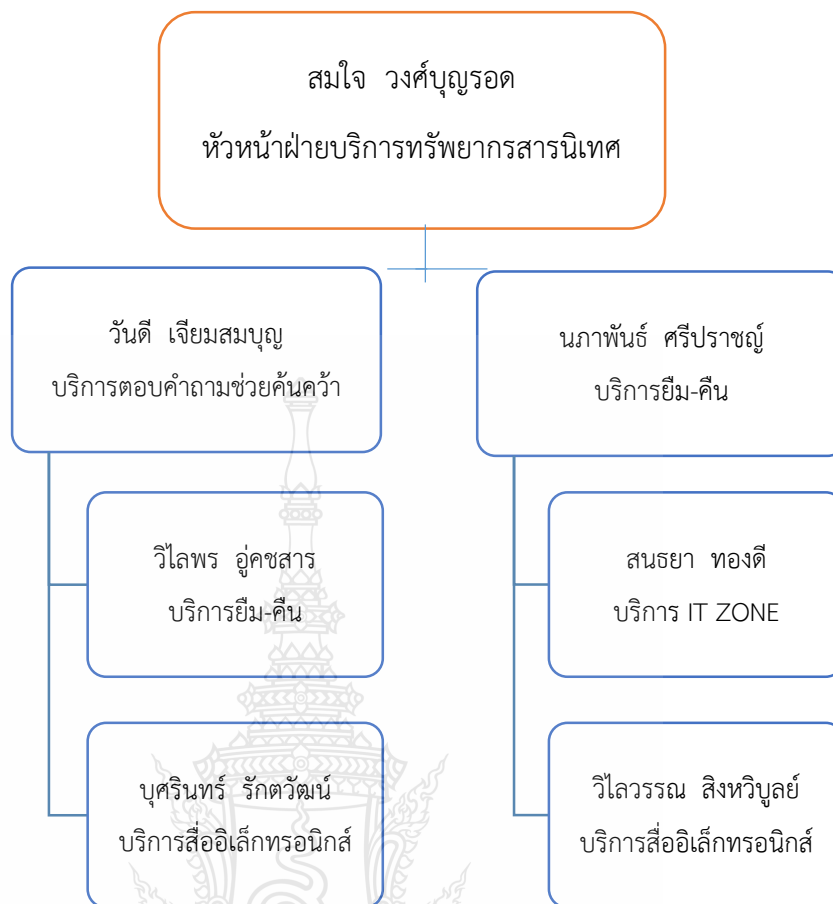 สมใจ วงศ์บุญรอด
หัวหน้าฝ่ายบริการทรัพยากรสารนิเทศ
วันดี เจียมสมบุญ
บริการตอบคำถามช่วยค้นคว้า
นภาพันธ์ ศรีปราชญ์
บริการยืม-คืน
วิไลพร อู่คชสาร
บริการยืม-คืน
สนธยา ทองดี
บริการ IT ZONE
บุศรินทร์ รักตวัฒน์
บริการสื่ออิเล็กทรอนิกส์
วิไลวรรณ สิงหวิบูลย์
บริการสื่ออิเล็กทรอนิกส์